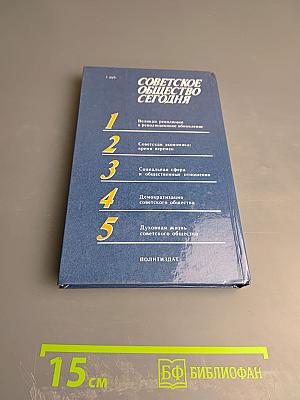 1 руб.
СОВЕТСКОЕ
ОБЩЕСТВО
СЕГОДНЯ
1
Великая революция
и революционное обновление
2
Советская экономика:
время перемен
3
Социальная сфера
и общественные отношения
4
Демократизация
советского общества
5
Духовная жизнь
советского общества
ПОЛИТИЗДАТ
15 см
БФ БИБЛИОФАН